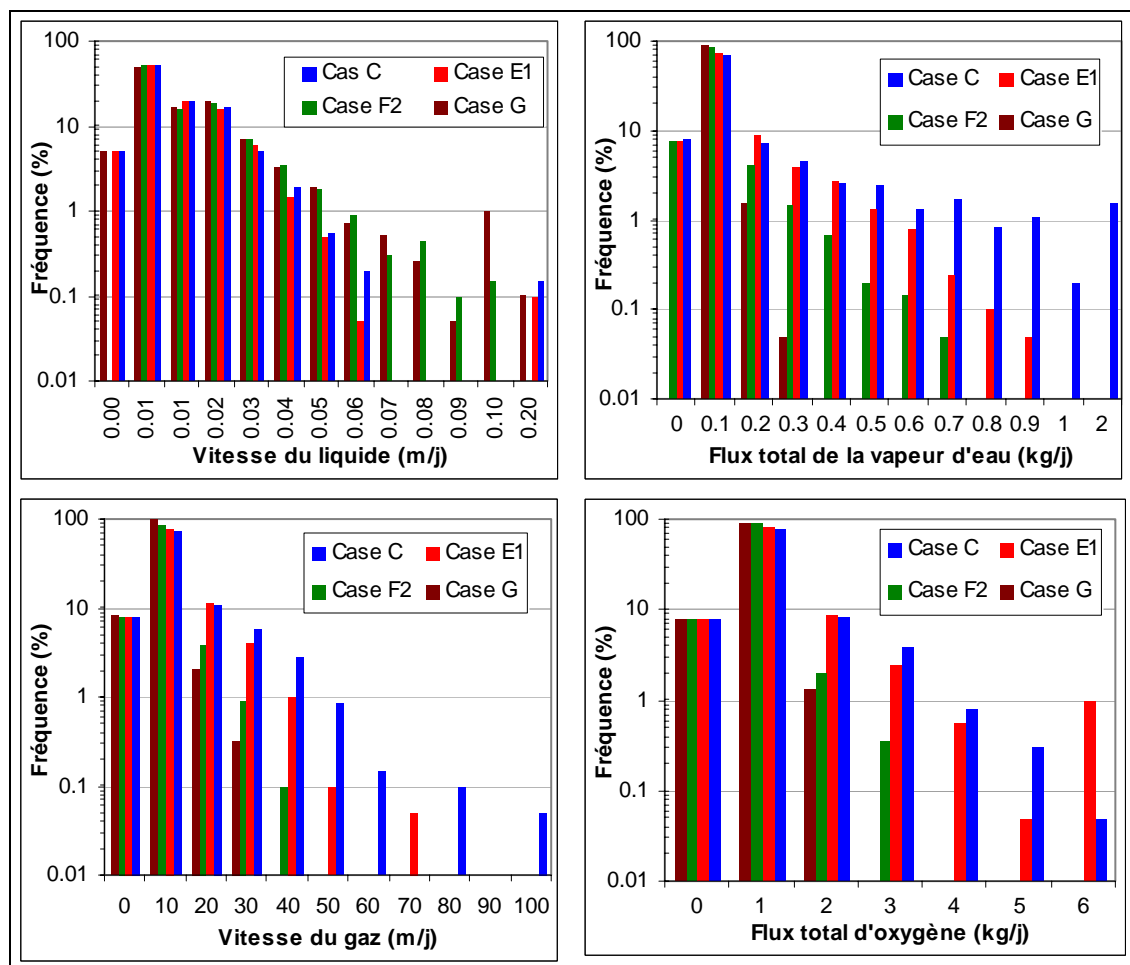 100
10
1
0.1
0.01
Fréquence (%)
Cas C Case E1
Case F2 Case G
0.00 0.01 0.01 0.02 0.03 0.04 0.05 0.06 0.07 0.08 0.09 0.10 0.20
Vitesse du liquide (m/j)
100
10
1
0.1
0.01
Fréquence (%)
Case C Case E1
Case F2 Case G
0 0.1 0.2 0.3 0.4 0.5 0.6 0.7 0.8 0.9 1 2
Flux total de la vapeur d'eau (kg/j)
100
10
1
0.1
0.01
Fréquence (%)
Case C Case E1
Case F2 Case G
0 10 20 30 40 50 60 70 80 90 100
Vitesse du gaz (m/j)
100
10
1
0.1
0.01
Fréquence (%)
Case C Case E1
Case F2 Case G
0 1 2 3 4 5 6
Flux total d'oxygène (kg/j)